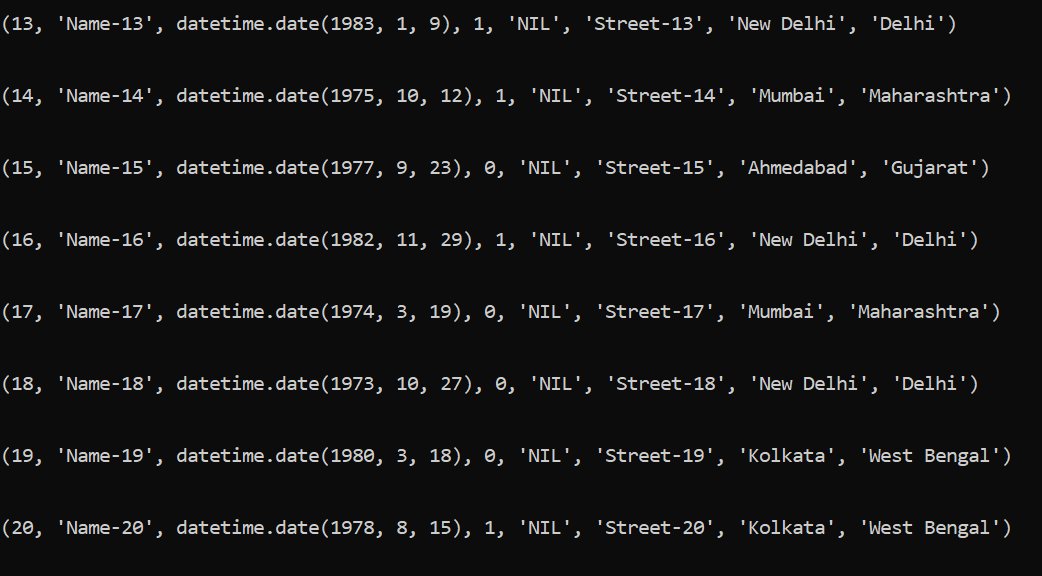 (13, 'Name-13', datetime.date(1983, 1, 9), 1, 'NIL', 'Street-13', 'New Delhi', 'Delhi')
(14, 'Name-14', datetime.date(1975, 10, 12), 1, 'NIL', 'Street-14', 'Mumbai', 'Maharashtra')
(15, 'Name-15', datetime.date(1977, 9, 23), 0, 'NIL', 'Street-15', 'Ahmedabad', 'Gujarat')
(16, 'Name-16', datetime.date(1982, 11, 29), 1, 'NIL', 'Street-16', 'New Delhi', 'Delhi')
(17, 'Name-17', datetime.date(1974, 3, 19), 0, 'NIL', 'Street-17', 'Mumbai', 'Maharashtra')
(18, 'Name-18', datetime.date(1973, 10, 27), 0, 'NIL', 'Street-18', 'New Delhi', 'Delhi')
(19, 'Name-19', datetime.date(1980, 3, 18), 0, 'NIL', 'Street-19', 'Kolkata', 'West Bengal')
(20, 'Name-20', datetime.date(1978, 8, 15), 1, 'NIL', 'Street-20', 'Kolkata', 'West Bengal')